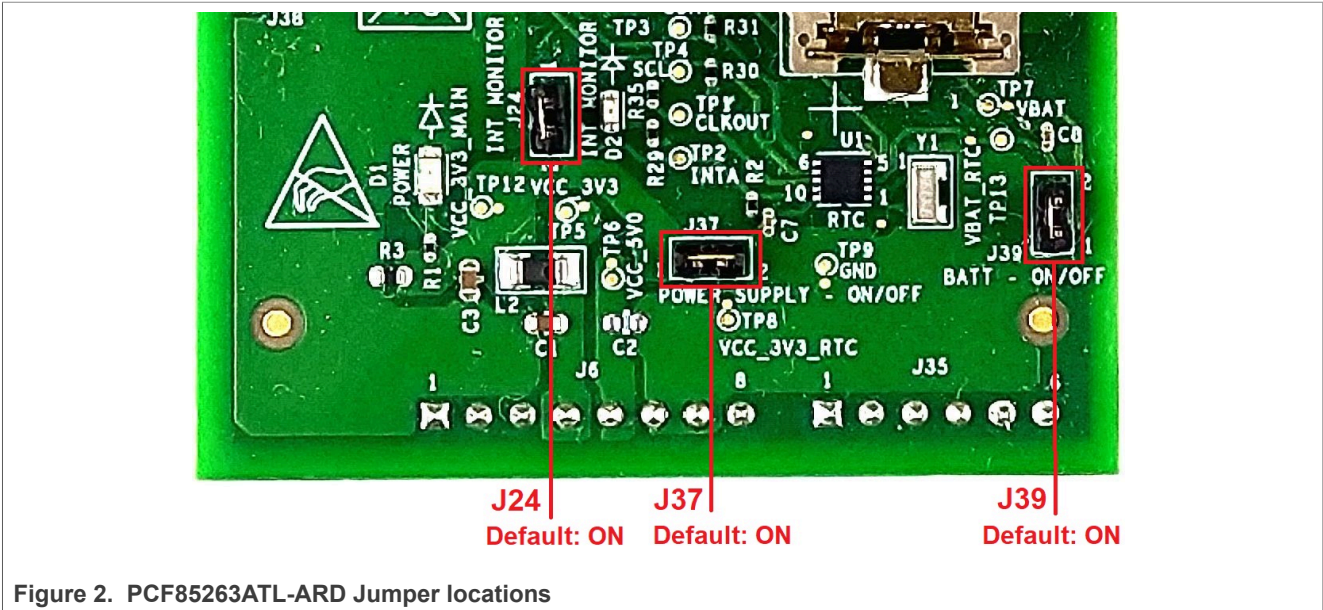 J38
INT MONITOR
J24
INT MONITOR
TP3
R31
TP4
SCL
R30
R35
D2
TP1
CLKOUT
R29
TP2
INTA
R2
U1
6
5
10
1
RTC
Y1
1
1
TP7
VBAT
C8
VBAT_RTC
TP13
2
1
J39
BATT - ON/OFF
D1
POWER
VCC_3V3_MAIN
TP12
VCC_3V3
TP5
TP6
VCC_5V0
J37
2
C7
TP9
GND
POWER SUPPLY - ON/OFF
TP8
VCC_3V3_RTC
R3
R1
C3
L2
C1
C2
J6
1
8
J35
1
6
J24
Default: ON
J37
Default: ON
J39
Default: ON
Figure 2. PCF85263ATL-ARD Jumper locations